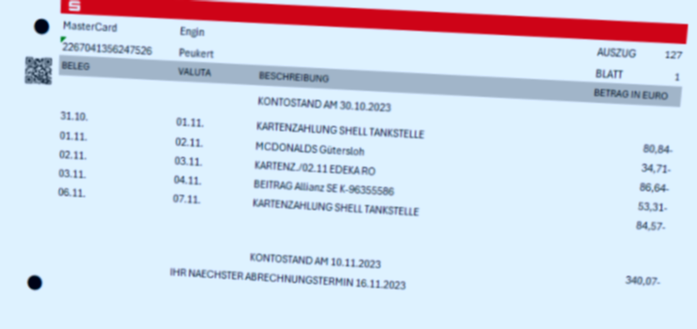 MasterCard Engin
2267041356247526 Peukert AUSZUG 127
BLATT 1
BELEG VALUTA BESCHREIBUNG BETRAG IN EURO
KONTOSTAND AM 30.10.2023
31.10. 01.11. KARTENZAHLUNG SHELL TANKSTELLE 80,84-
01.11. 02.11. MCDONALDS Gütersloh 34,71-
02.11. 03.11. KARTENZ./02.11 EDEKA RO 86,64-
03.11. 04.11. BEITRAG Allianz SE K-96355586 53,31-
06.11. 07.11. KARTENZAHLUNG SHELL TANKSTELLE 84,57-
KONTOSTAND AM 10.11.2023 340,07-
IHR NAECHSTER ABRECHNUNGSTERMIN 16.11.2023